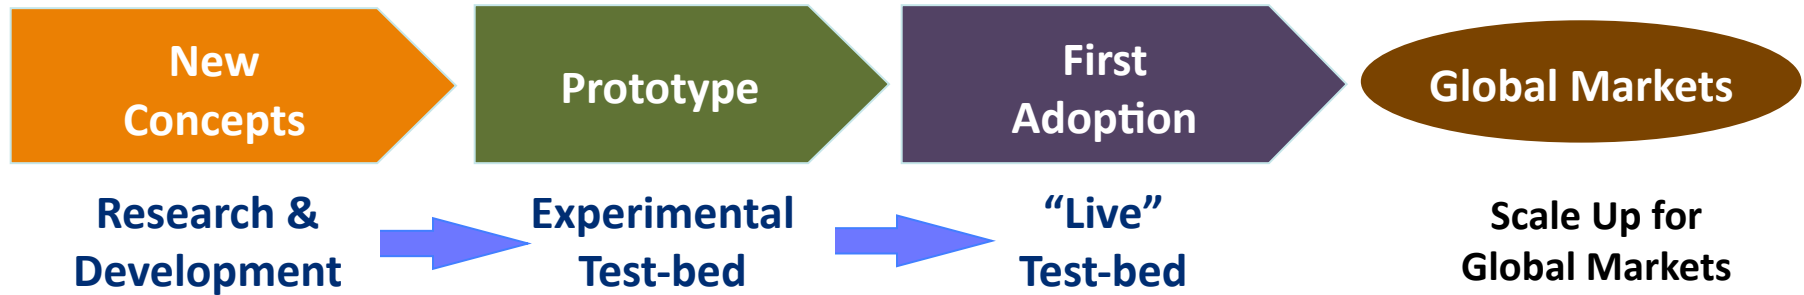 New
Concepts
Prototype
First
Adoption
Global Markets
Research &
Development
Experimental
Test-bed
“Live”
Test-bed
Scale Up for
Global Markets